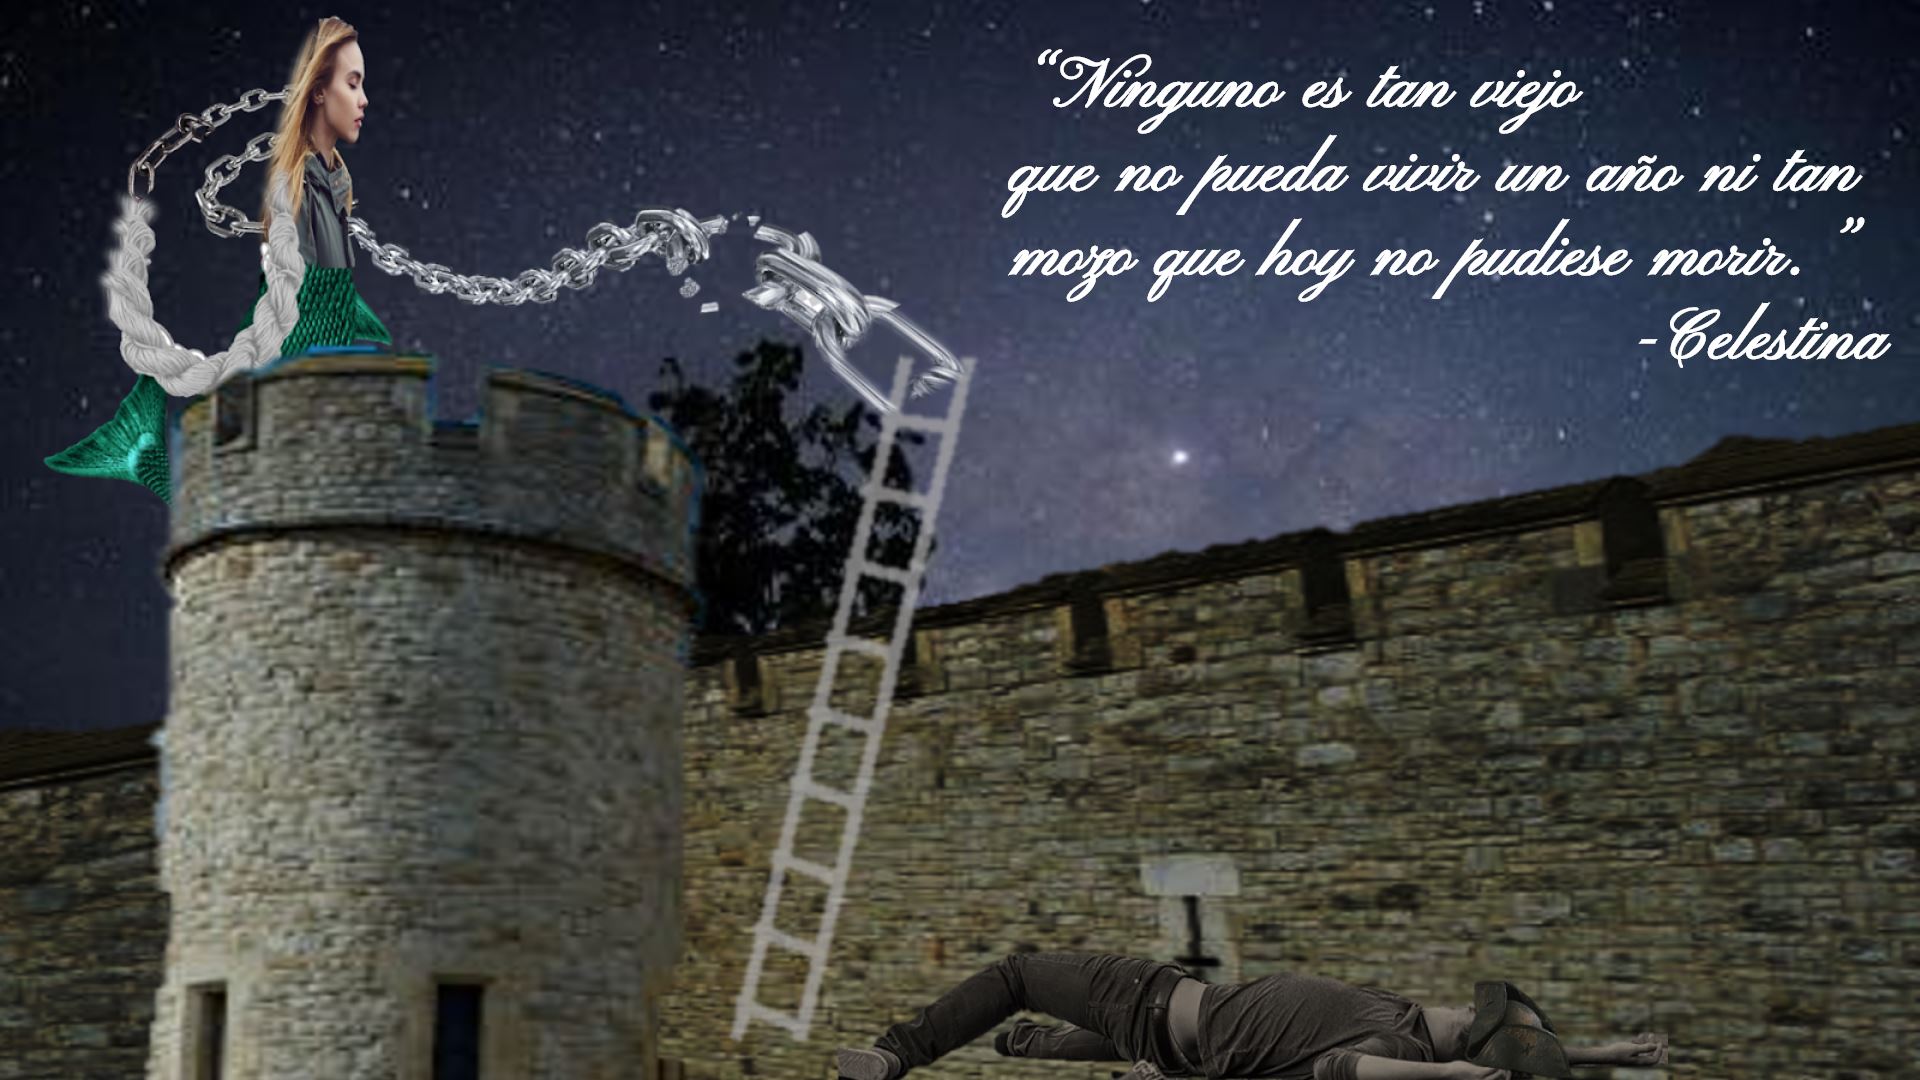 “Ninguno es tan viejo
que no pueda vivir un año ni tan
mozo que hoy no pudiese morir. ”
-Celestina